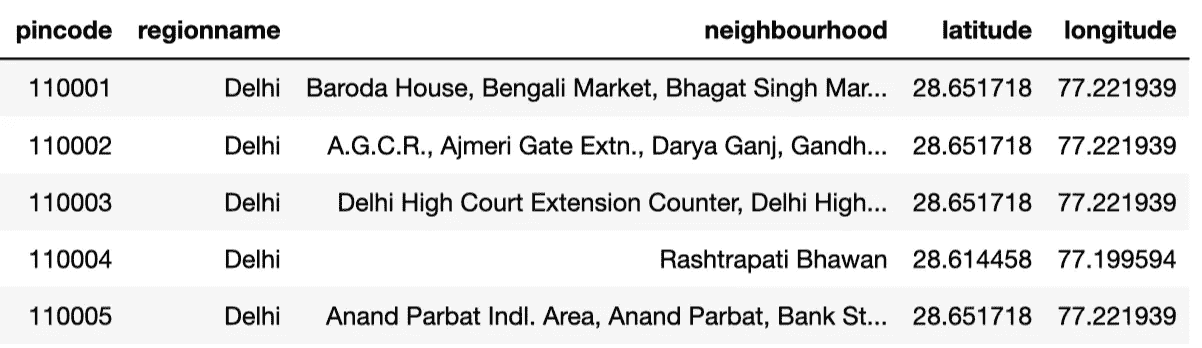 pincode regionname neighbourhood latitude longitude
110001 Delhi Baroda House, Bengali Market, Bhagat Singh Mar... 28.651718 77.221939
110002 Delhi A.G.C.R., Ajmeri Gate Extn., Darya Ganj, Gandh... 28.651718 77.221939
110003 Delhi Delhi High Court Extension Counter, Delhi High... 28.651718 77.221939
110004 Delhi Rashtrapati Bhawan 28.614458 77.199594
110005 Delhi Anand Parbat Indl. Area, Anand Parbat, Bank St... 28.651718 77.221939